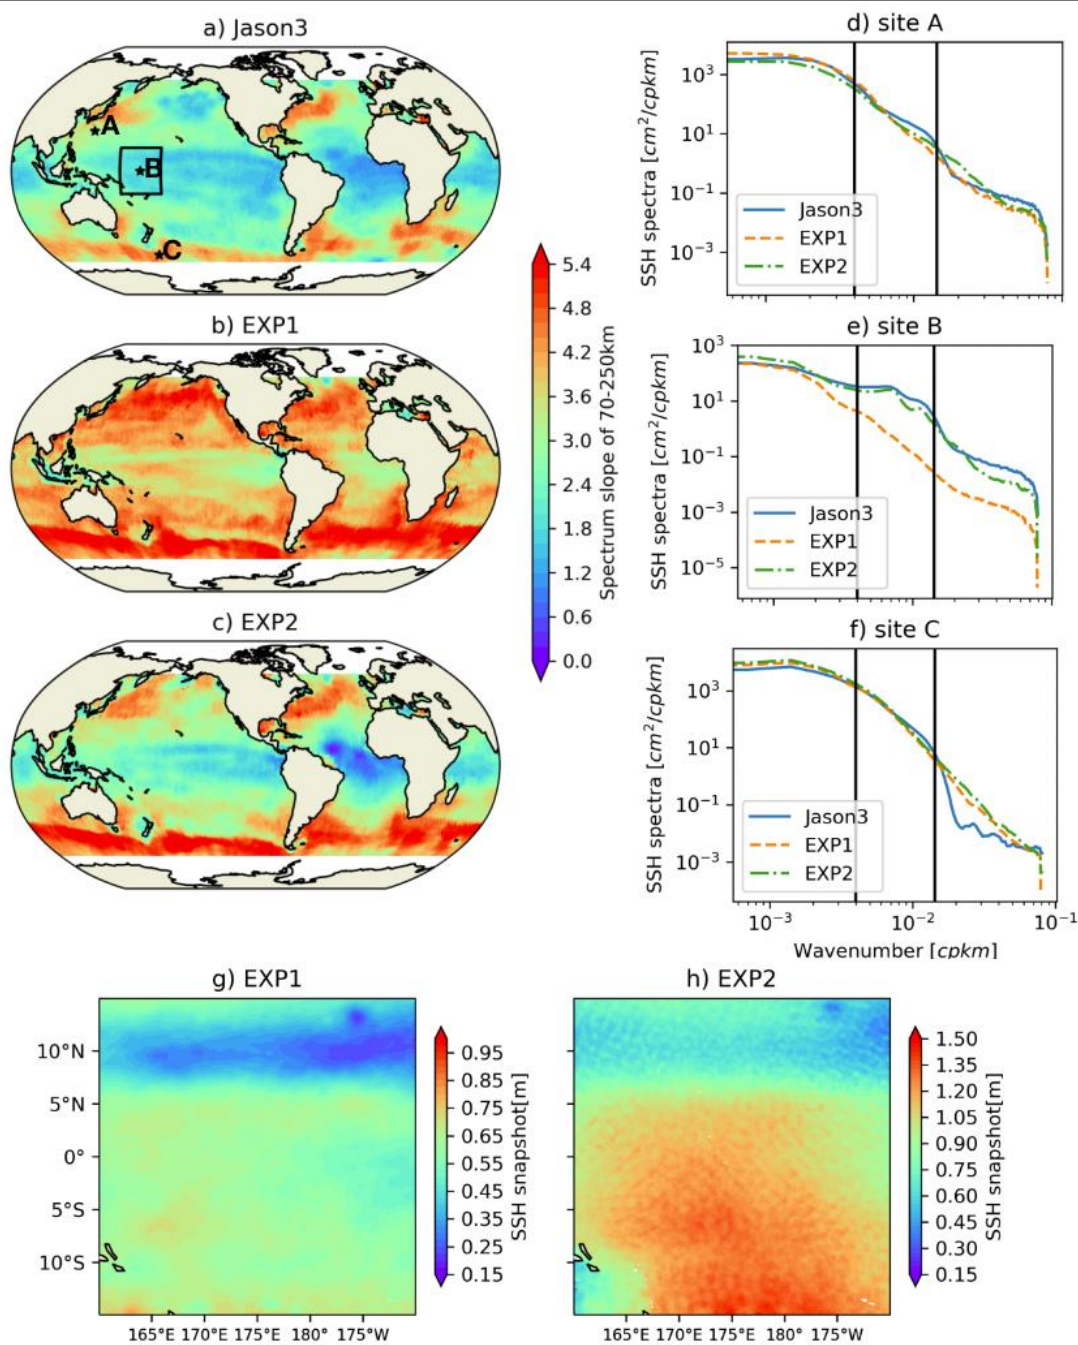 a) Jason3
A
B
C
b) EXP1
c) EXP2
5.4
4.8
4.2
3.6
3.0
2.4
1.8
1.2
0.6
0.0
Spectrum slope of 70-250km
d) site A
10³
10¹
10⁻¹
10⁻³
SSH spectra [cm²/cpkm]
Jason3
EXP1
EXP2
e) site B
10³
10¹
10⁻¹
10⁻³
10⁻⁵
SSH spectra [cm²/cpkm]
Jason3
EXP1
EXP2
f) site C
10³
10¹
10⁻¹
10⁻³
SSH spectra [cm²/cpkm]
Jason3
EXP1
EXP2
10⁻³ 10⁻² 10⁻¹
Wavenumber [cpkm]
g) EXP1
10°N
5°N
0°
5°S
10°S
165°E 170°E 175°E 180° 175°W
0.95
0.85
0.75
0.65
0.55
0.45
0.35
0.25
0.15
SSH snapshot[m]
h) EXP2
165°E 170°E 175°E 180° 175°W
1.50
1.35
1.20
1.05
0.90
0.75
0.60
0.45
0.30
0.15
SSH snapshot[m]